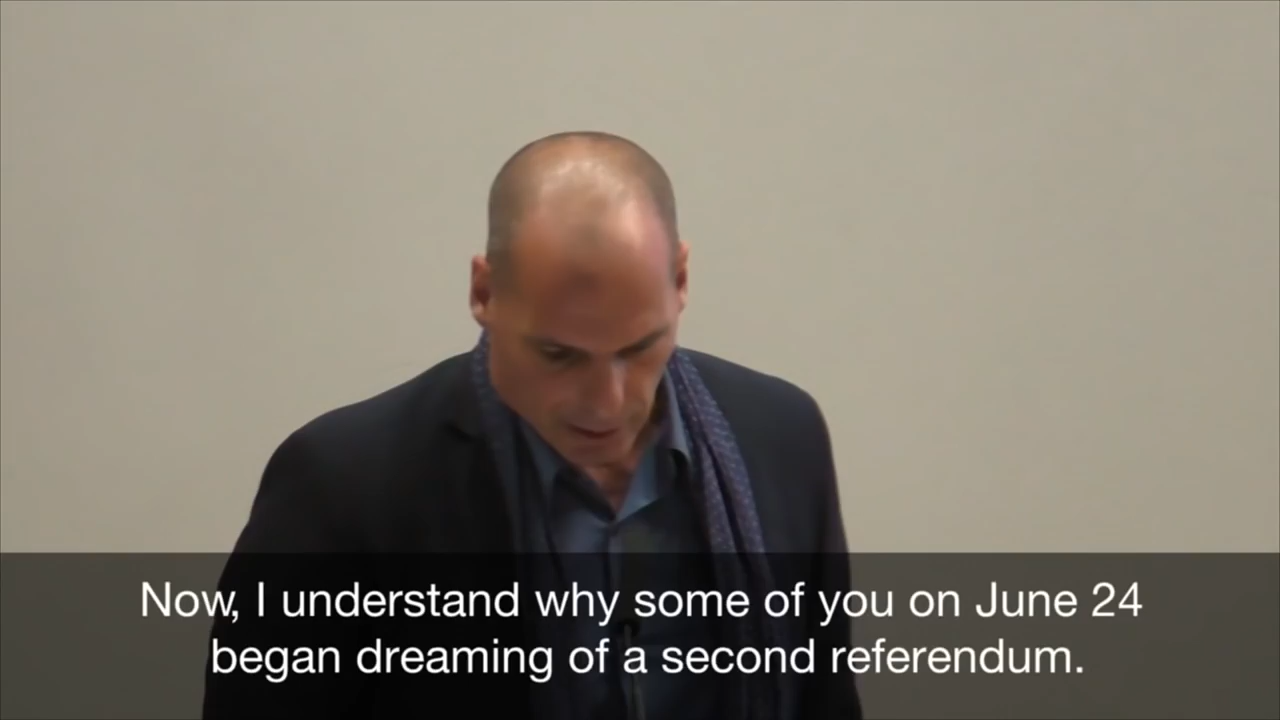 Now, I understand why some of you on June 24
began dreaming of a second referendum.